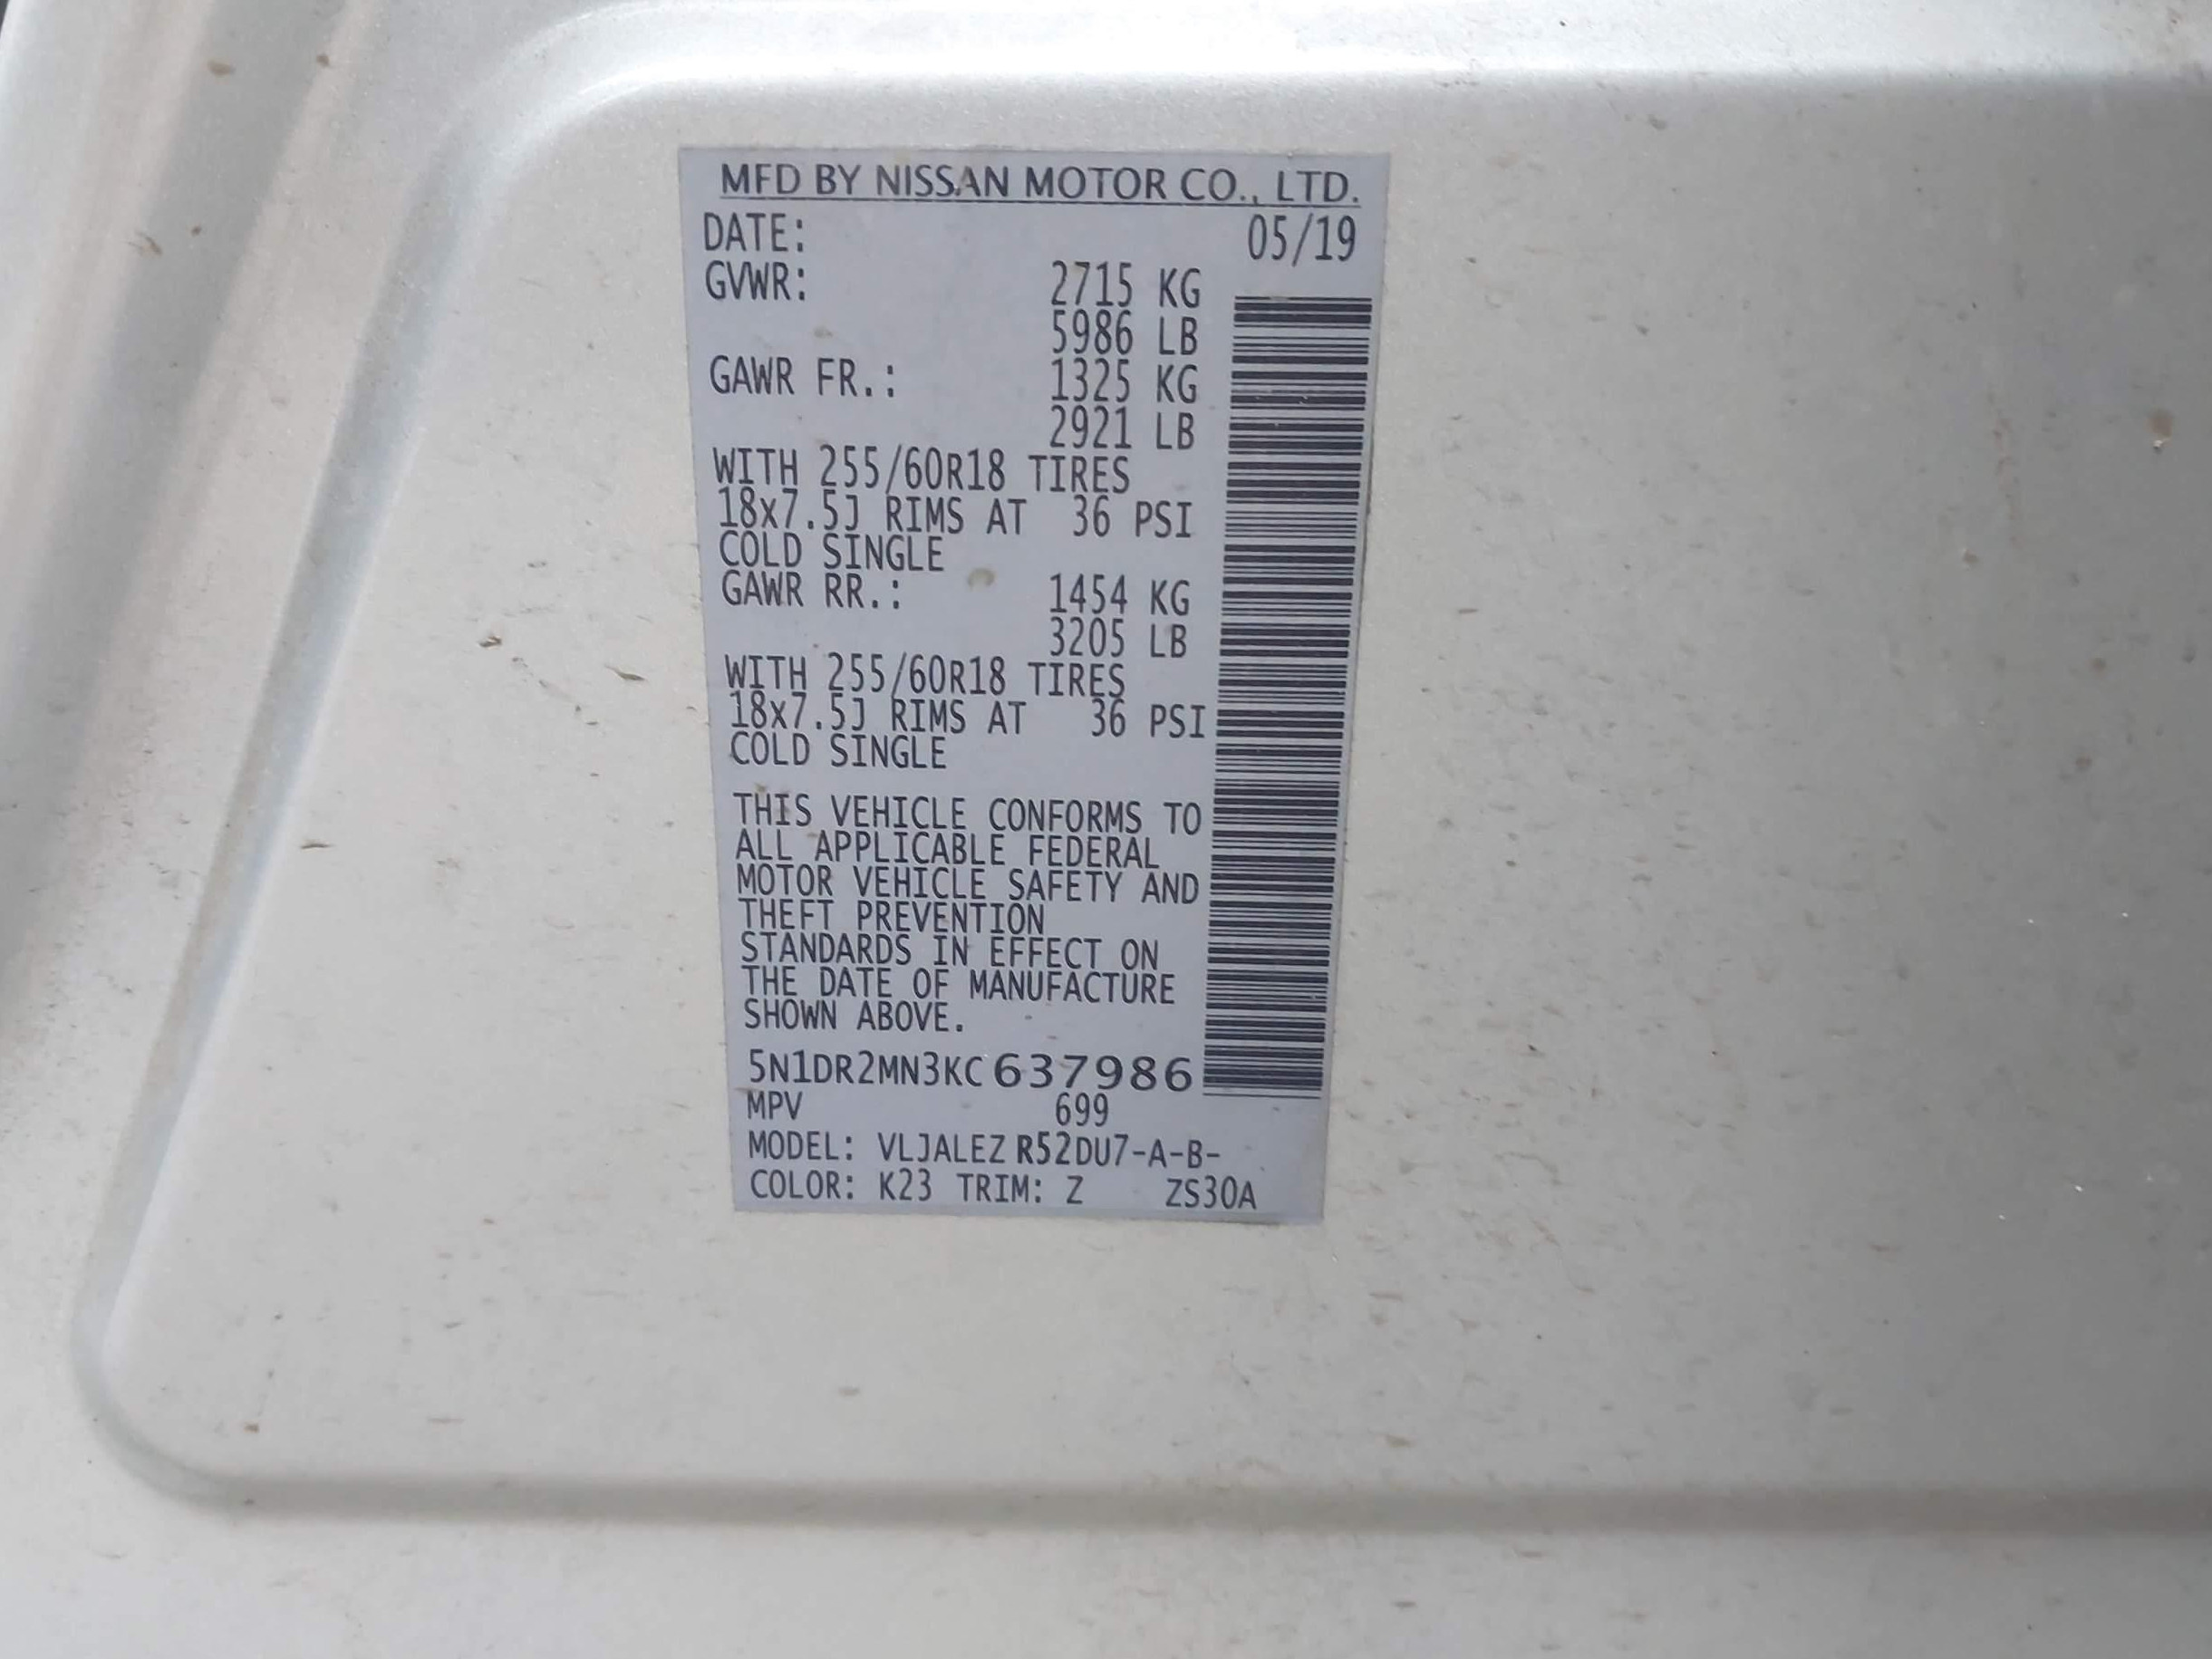 MFD BY NISSAN MOTOR CO., LTD.
DATE: 05/19
GVWR: 2715 KG
5986 LB
GAWR FR.: 1325 KG
2921 LB
WITH 255/60R18 TIRES
18x7.5J RIMS AT 36 PSI
COLD SINGLE
GAWR RR.: 1454 KG
3205 LB
WITH 255/60R18 TIRES
18x7.5J RIMS AT 36 PSI
COLD SINGLE
THIS VEHICLE CONFORMS TO
ALL APPLICABLE FEDERAL
MOTOR VEHICLE SAFETY AND
THEFT PREVENTION
STANDARDS IN EFFECT ON
THE DATE OF MANUFACTURE
SHOWN ABOVE.
5N1DR2MN3KC637986
MPV 699
MODEL: VLJALEZ R52DU7-A-B-
COLOR: K23 TRIM: Z ZS30A